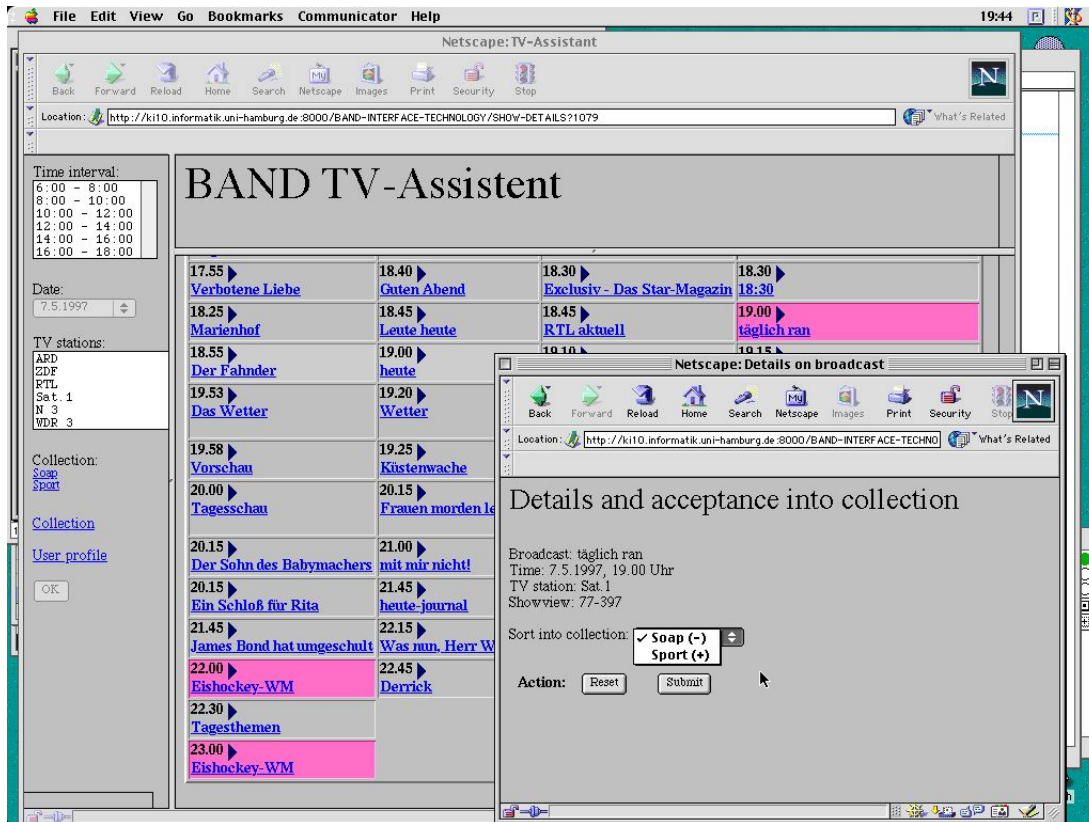 File Edit View Go Bookmarks Communicator Help 19:44
Netscape: TV-Assistant
Back Forward Reload Home Search Netscape Images Print Security Stop
Location: http://ki10.informatik.uni-hamburg.de:8000/BAND-INTERFACE-TECHNOLOGY/SHOW-DETAILS?1079 What's Related
BAND TV-Assistent
Time interval:
6:00 - 8:00
8:00 - 10:00
10:00 - 12:00
12:00 - 14:00
14:00 - 16:00
16:00 - 18:00
Date:
7.5.1997
TV stations:
ARD
ZDF
RTL
Sat.1
N 3
WDR 3
Collection:
Soap
Sport
Collection
User profile
OK
17.55 18.40 18.30 18.30
Verbotene Liebe Guten Abend Exclusiv - Das Star-Magazin 18:30
18.25 18.45 18.45 19.00
Marienhof Leute heute RTL aktuell täglich ran
18.55 19.00 19.10 19.15
Der Fahnder heute
19.53 19.20
Das Wetter Wetter
19.58 19.25
Vorschau Küstenwache
20.00 20.15
Tagesschau Frauen morden le
20.15 21.00
Der Sohn des Babymachers mit mir nicht!
20.15 21.45
Ein Schloß für Rita heute-journal
21.45 22.15
James Bond hat umgeschult Was nun, Herr W
22.00 22.45
Eishockey-WM Derrick
22.30
Tagesthemen
23.00
Eishockey-WM
Netscape: Details on broadcast
Back Forward Reload Home Search Netscape Images Print Security Stop
Location: http://ki10.informatik.uni-hamburg.de:8000/BAND-INTERFACE-TECHNO What's Related
Details and acceptance into collection
Broadcast: täglich ran
Time: 7.5.1997, 19.00 Uhr
TV station: Sat.1
Showview: 77-397
Sort into collection: ✓ Soap (-)
Sport (+)
Action: Reset Submit